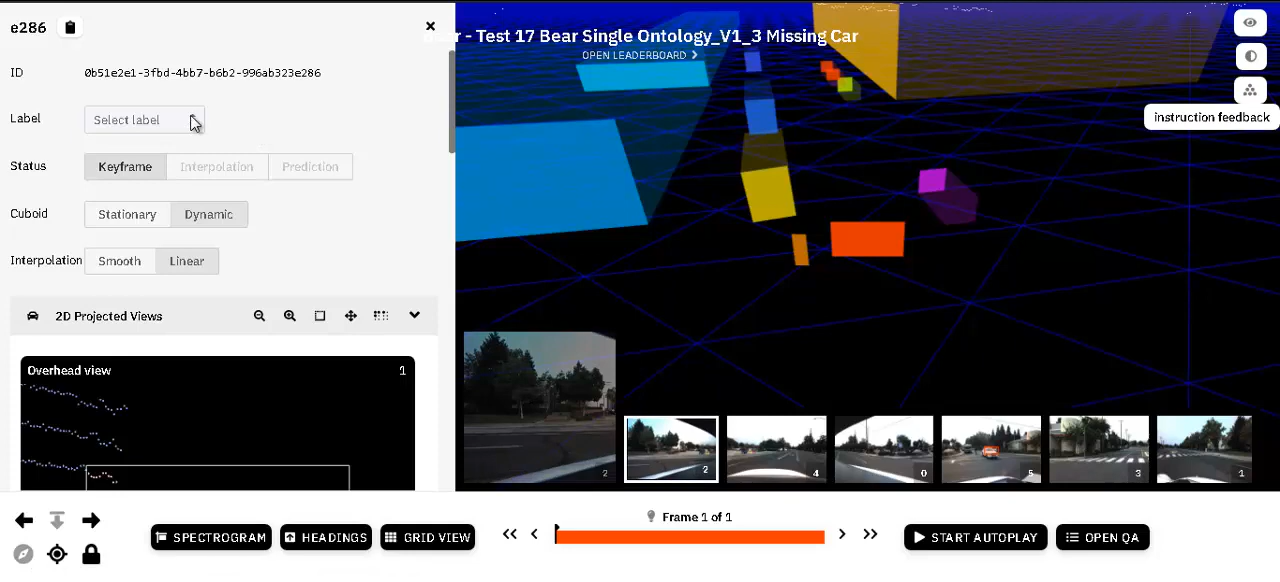 e286
r - Test 17 Bear Single Ontology_V1_3 Missing Car
OPEN LEADERBOARD
ID 0b51e2e1-3fbd-4bb7-b6b2-996ab323e286
instruction feedback
Label Select label
Status Keyframe Interpolation Prediction
Cuboid Stationary Dynamic
Interpolation Smooth Linear
2D Projected Views
Overhead view 1
2 2 4 0 5 3 1
Frame 1 of 1
SPECTROGRAM HEADINGS GRID VIEW START AUTOPLAY OPEN QA